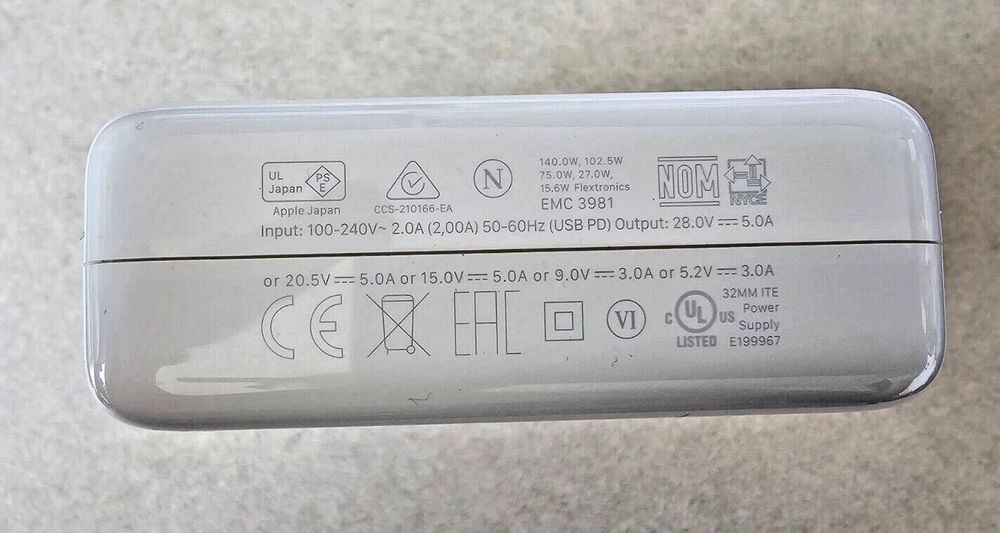 UL Japan PS E
Apple Japan
CCS-210166-EA
N
140.0W, 102.5W
75.0W, 27.0W,
15.6W Flextronics
EMC 3981
NOM
NYCE
Input: 100-240V~ 2.0A (2,00A) 50-60Hz (USB PD) Output: 28.0V⎓5.0A
or 20.5V⎓5.0A or 15.0V⎓5.0A or 9.0V⎓3.0A or 5.2V⎓3.0A
CE
EAC
VI
c UL US
LISTED
32MM ITE
Power
Supply
E199967